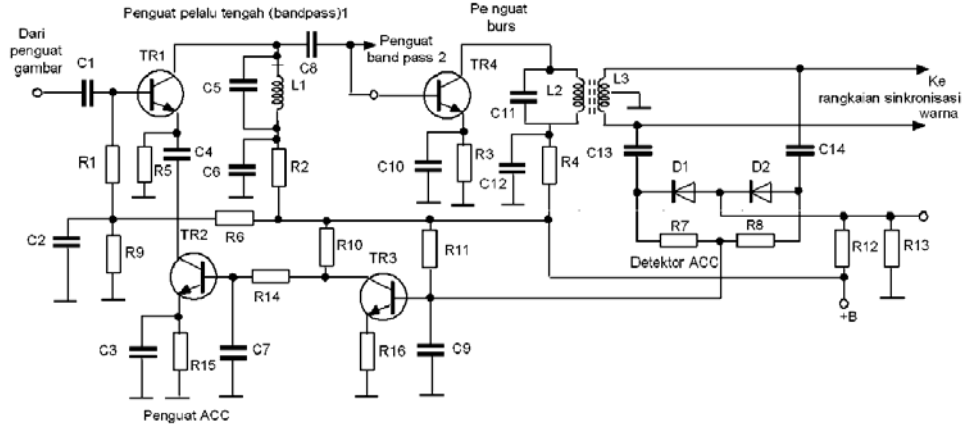 Penguat pelalu tengah (bandpass)1
Pe nguat
burs
Dari
penguat
gambar
C1
TR1
C8
Penguat
band pass 2
TR4
C5
L1
L2
L3
Ke
rangkaian sinkronisasi
warna
C11
R1
R5
C4
C6
R2
C10
R3
C12
R4
C13
D1
D2
C14
C2
R9
TR2
R6
R10
TR3
R11
R7
R8
Detektor ACC
R12
R13
R14
+B
C3
R15
C7
R16
C9
Penguat ACC